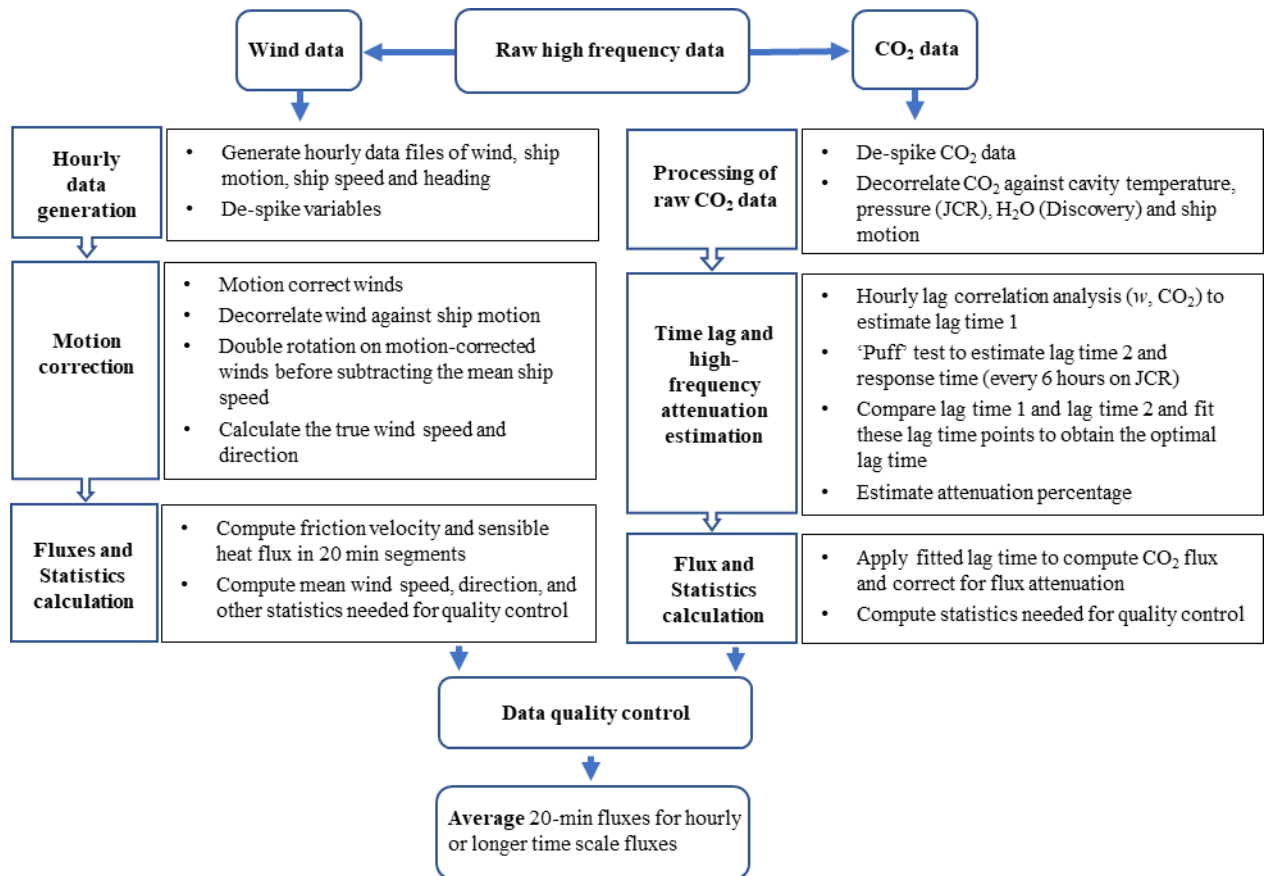 Wind data
Raw high frequency data
CO₂ data
Hourly
data
generation
• Generate hourly data files of wind, ship
motion, ship speed and heading
• De-spike variables
Motion
correction
• Motion correct winds
• Decorrelate wind against ship motion
• Double rotation on motion-corrected
winds before subtracting the mean ship
speed
• Calculate the true wind speed and
direction
Fluxes and
Statistics
calculation
• Compute friction velocity and sensible
heat flux in 20 min segments
• Compute mean wind speed, direction, and
other statistics needed for quality control
Processing of
raw CO₂ data
• De-spike CO₂ data
• Decorrelate CO₂ against cavity temperature,
pressure (JCR), H₂O (Discovery) and ship
motion
Time lag and
high-
frequency
attenuation
estimation
• Hourly lag correlation analysis (w, CO₂) to
estimate lag time 1
• ‘Puff’ test to estimate lag time 2 and
response time (every 6 hours on JCR)
• Compare lag time 1 and lag time 2 and fit
these lag time points to obtain the optimal
lag time
• Estimate attenuation percentage
Flux and
Statistics
calculation
• Apply fitted lag time to compute CO₂ flux
and correct for flux attenuation
• Compute statistics needed for quality control
Data quality control
Average 20-min fluxes for hourly
or longer time scale fluxes